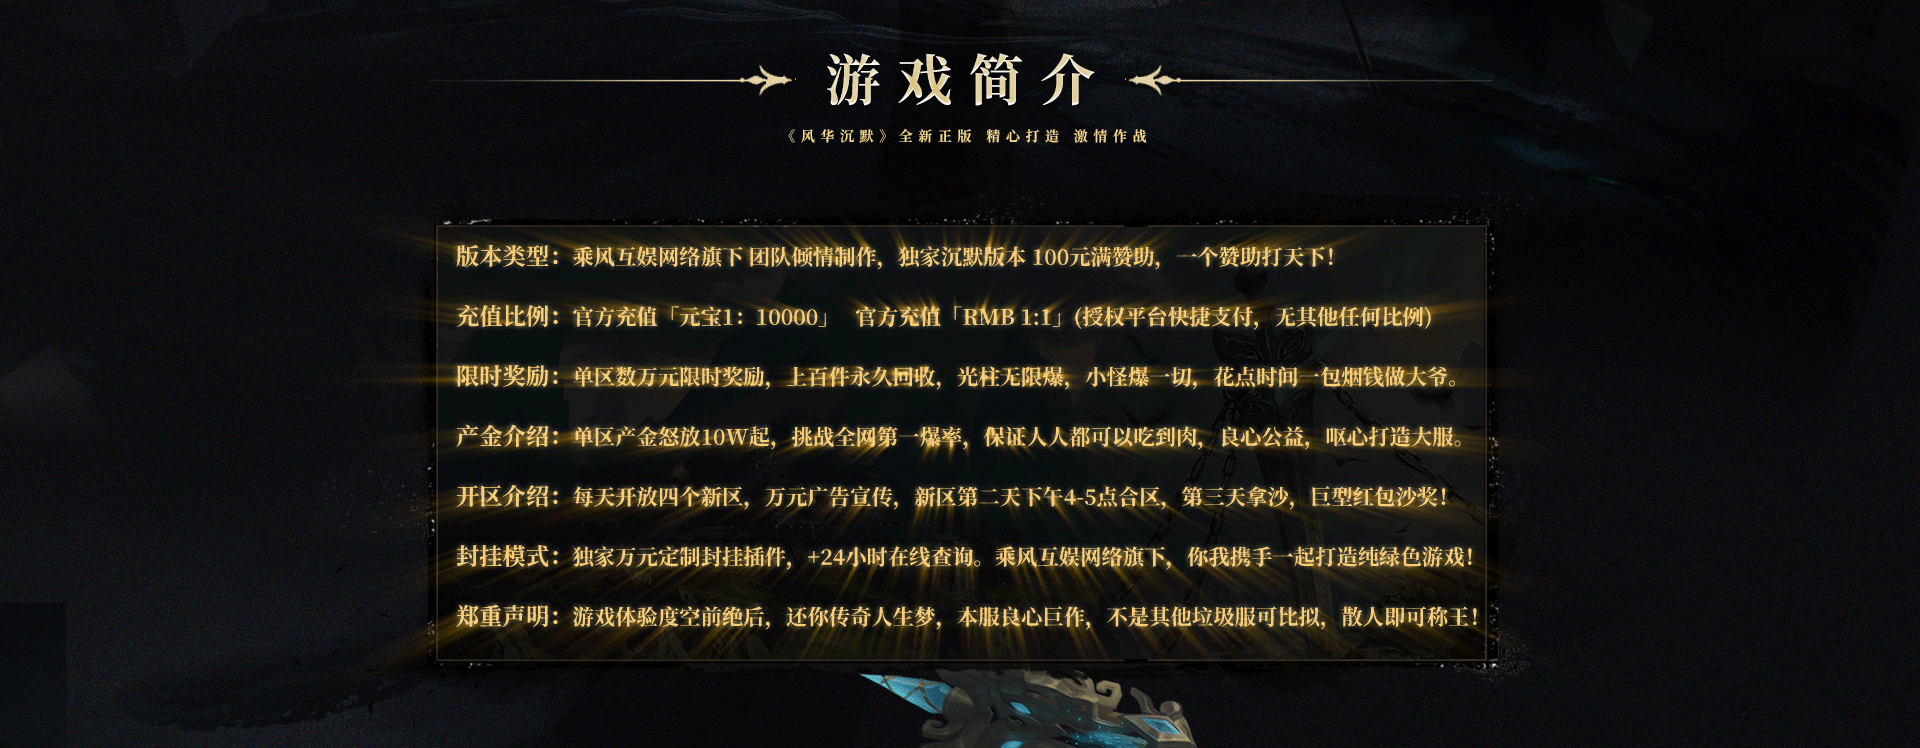 游戏简介
《风华沉默》全新正版 精心打造 激情作战
版本类型：乘风互娱网络旗下 团队倾情制作，独家沉默版本 100元满赞助，一个赞助打天下！
充值比例：官方充值「元宝1：10000」 官方充值「RMB 1:1」(授权平台快捷支付，无其他任何比例)
限时奖励：单区数万元限时奖励，上百件永久回收，光柱无限爆，小怪爆一切，花点时间一包烟钱做大爷。
产金介绍：单区产金怒放10W起，挑战全网第一爆率，保证人人都可以吃到肉，良心公益，呕心打造大服。
开区介绍：每天开放四个新区，万元广告宣传，新区第二天下午4-5点合区，第三天拿沙，巨型红包沙奖！
封挂模式：独家万元定制封挂插件，+24小时在线查询。乘风互娱网络旗下，你我携手一起打造纯绿色游戏！
郑重声明：游戏体验度空前绝后，还你传奇人生梦，本服良心巨作，不是其他垃圾服可比拟，散人即可称王！